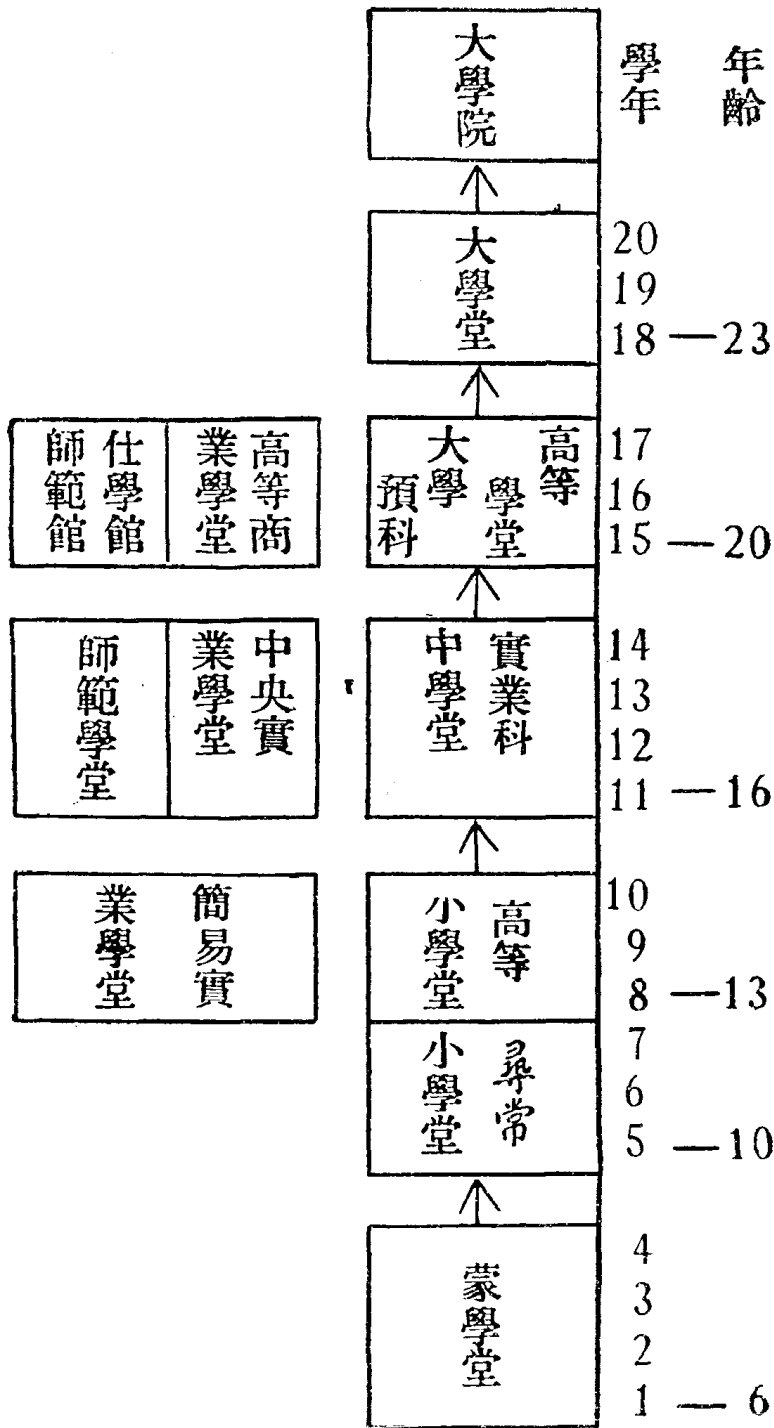 年齡
學年
大學院
大學堂
20
19
18 — 23
高等
學堂
大學
預科
17
16
15 — 20
高等商
業學堂
仕學館
師範館
實業科
中學堂
14
13
12
11 — 16
中央實
業學堂
師範學堂
高等
小學堂
10
9
8 — 13
簡易實
業學堂
尋常
小學堂
7
6
5 — 10
蒙學堂
4
3
2
1 — 6